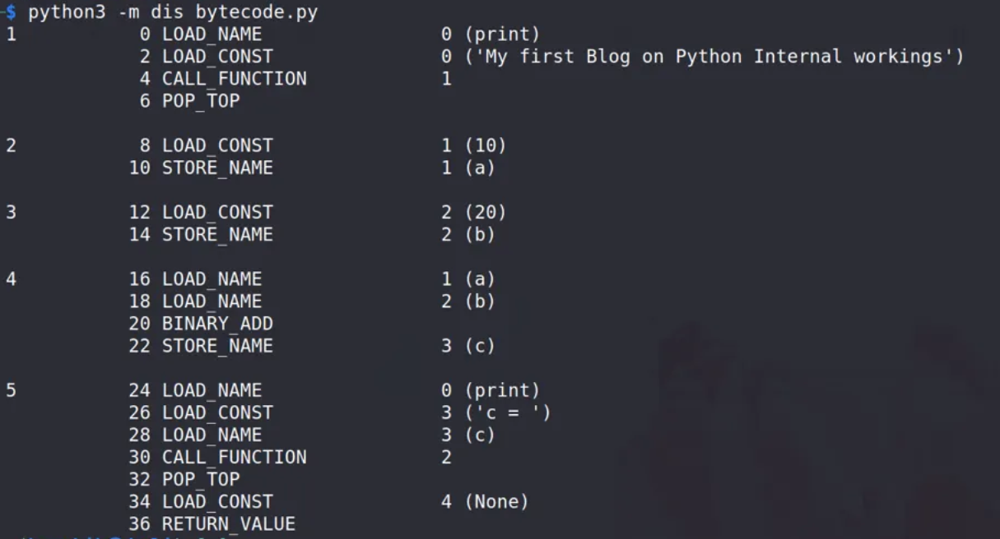 $ python3 -m dis bytecode.py
1 0 LOAD_NAME 0 (print)
2 LOAD_CONST 0 ('My first Blog on Python Internal workings')
4 CALL_FUNCTION 1
6 POP_TOP
2 8 LOAD_CONST 1 (10)
10 STORE_NAME 1 (a)
3 12 LOAD_CONST 2 (20)
14 STORE_NAME 2 (b)
4 16 LOAD_NAME 1 (a)
18 LOAD_NAME 2 (b)
20 BINARY_ADD
22 STORE_NAME 3 (c)
5 24 LOAD_NAME 0 (print)
26 LOAD_CONST 3 ('c = ')
28 LOAD_NAME 3 (c)
30 CALL_FUNCTION 2
32 POP_TOP
34 LOAD_CONST 4 (None)
36 RETURN_VALUE